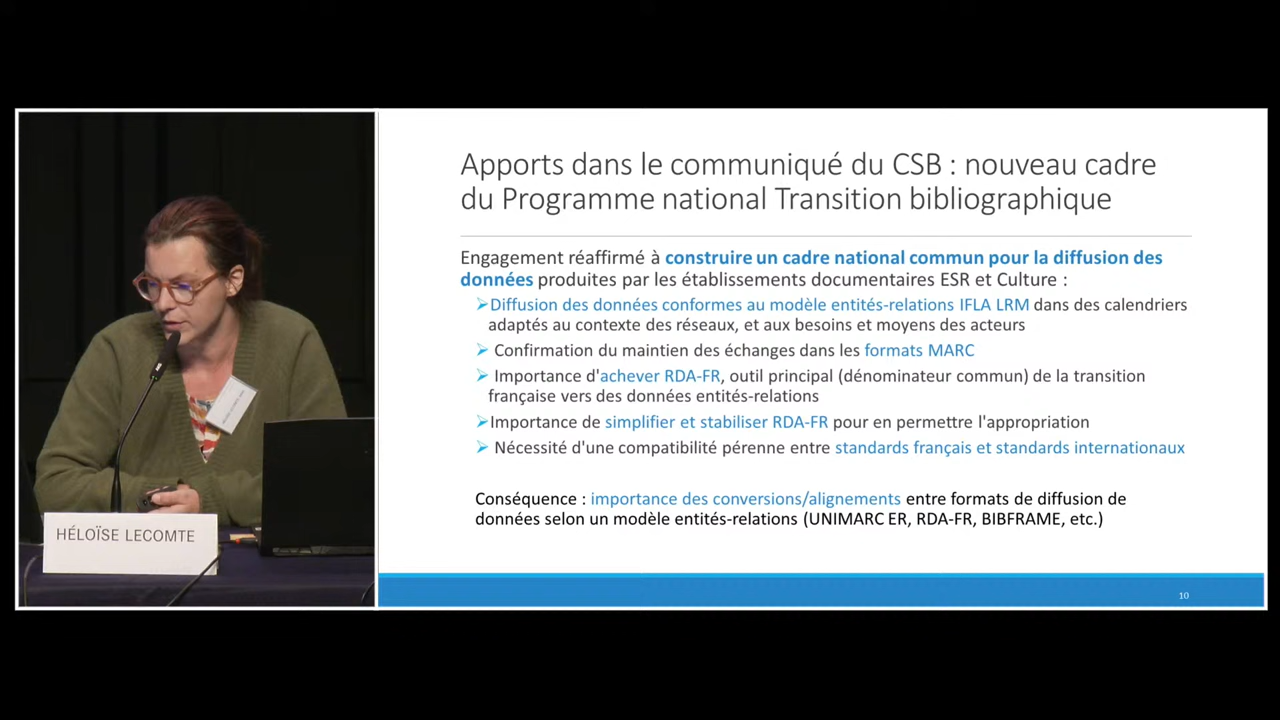 Apports dans le communiqué du CSB : nouveau cadre
du Programme national Transition bibliographique
Engagement réaffirmé à construire un cadre national commun pour la diffusion des
données produites par les établissements documentaires ESR et Culture :
➢Diffusion des données conformes au modèle entités-relations IFLA LRM dans des calendriers
adaptés au contexte des réseaux, et aux besoins et moyens des acteurs
➢ Confirmation du maintien des échanges dans les formats MARC
➢ Importance d'achever RDA-FR, outil principal (dénominateur commun) de la transition
française vers des données entités-relations
➢Importance de simplifier et stabiliser RDA-FR pour en permettre l'appropriation
➢ Nécessité d'une compatibilité pérenne entre standards français et standards internationaux
Conséquence : importance des conversions/alignements entre formats de diffusion de
données selon un modèle entités-relations (UNIMARC ER, RDA-FR, BIBFRAME, etc.)
10
HÉLOÏSE LECOMTE